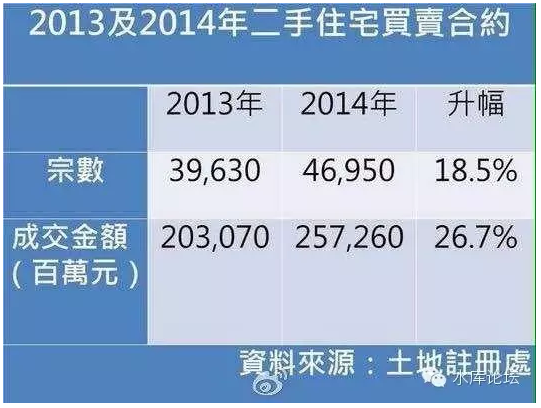 2013及2014年二手住宅買賣合約
2013年 2014年 升幅
宗數 39,630 46,950 18.5%
成交金額 203,070 257,260 26.7%
（百萬元）
資料來源：土地註冊處
水库论坛